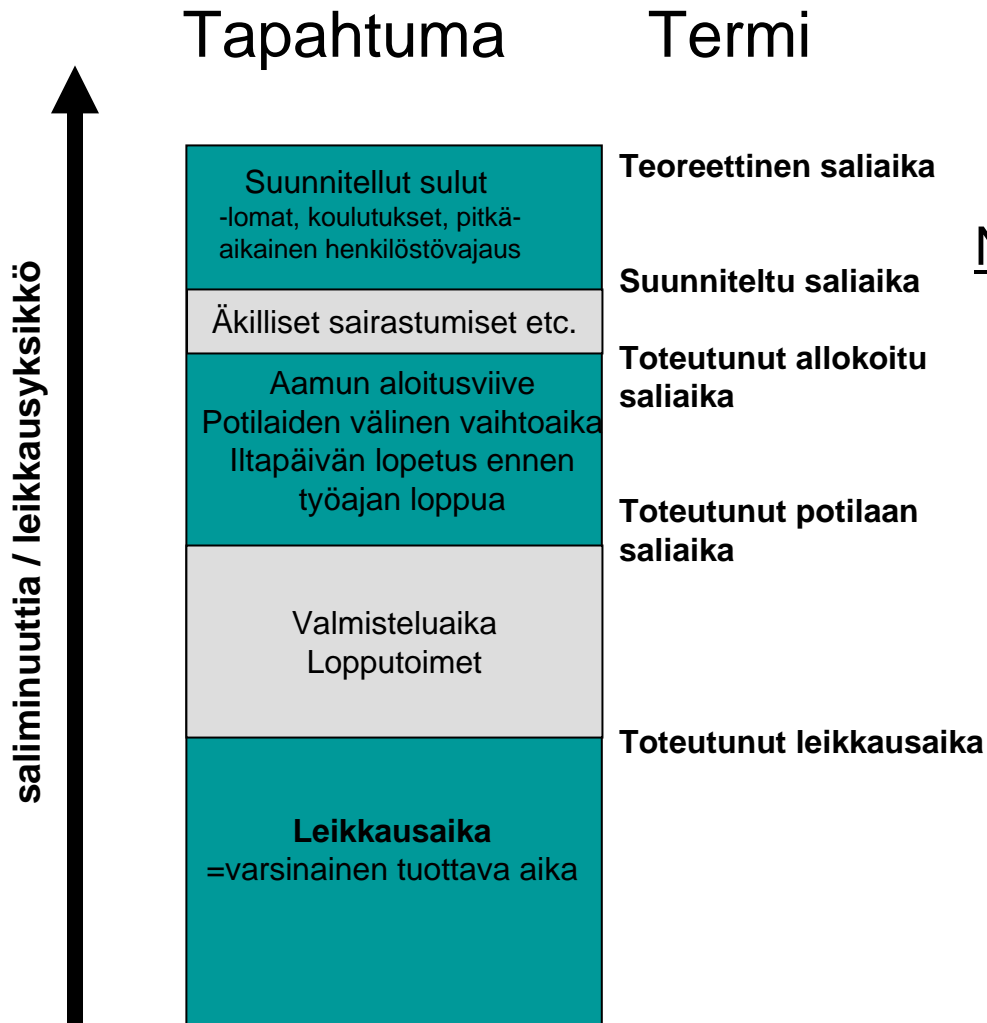 Tapahtuma
Termi
saliminuuttia / leikkausyksikkö
Suunnitellut sulut
-lomat, koulutukset, pitkä-
aikainen henkilöstövajaus
Teoreettinen saliaika
Suunniteltu saliaika
Äkilliset sairastumiset etc.
Toteutunut allokoitu
saliaika
Aamun aloitusviive
Potilaiden välinen vaihtoaika
Iltapäivän lopetus ennen
työajan loppua
Toteutunut potilaan
saliaika
Valmisteluaika
Lopputoimet
Toteutunut leikkausaika
Leikkausaika
=varsinainen tuottava aika